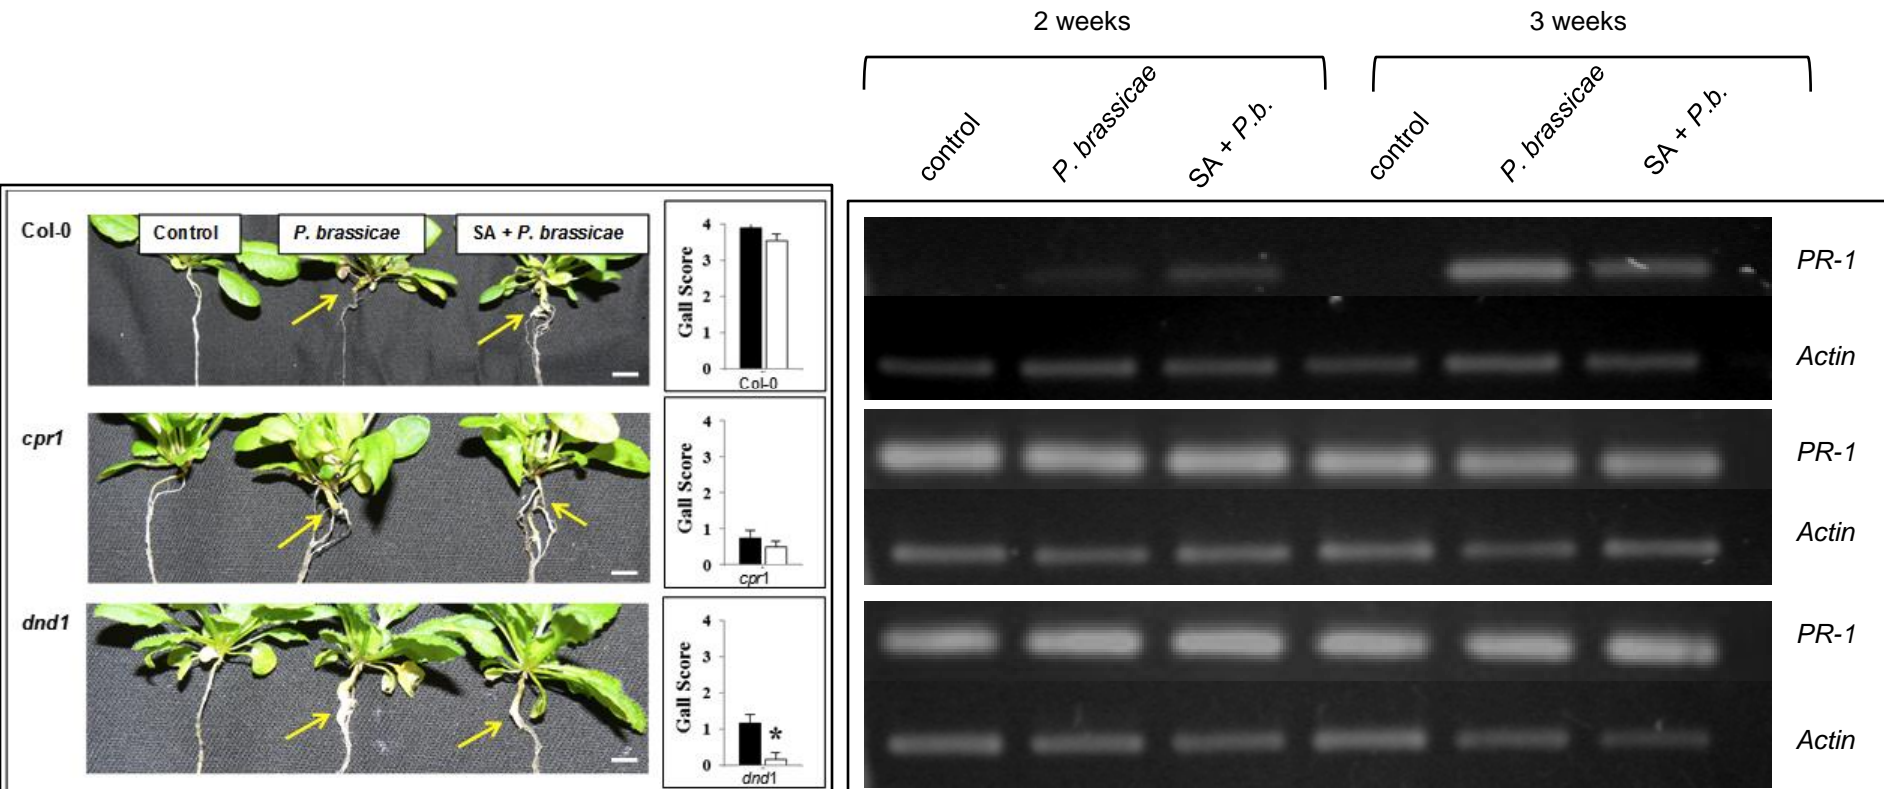 2 weeks
3 weeks
control
P. brassicae
SA + P.b.
control
P. brassicae
SA + P.b.
Col-0
Control
P. brassicae
SA + P. brassicae
Gall Score
4
3
2
1
0
Col-0
cpr1
Gall Score
4
3
2
1
0
cpr1
dnd1
Gall Score
4
3
2
1
0
*
dnd1
PR-1
Actin
PR-1
Actin
PR-1
Actin